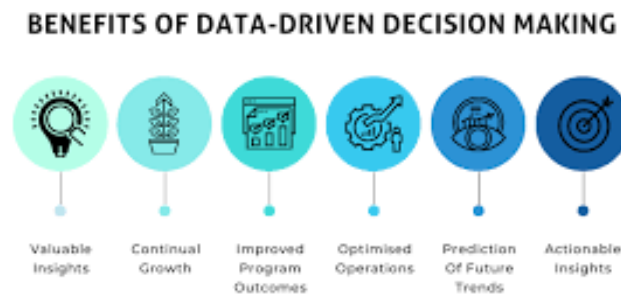 BENEFITS OF DATA-DRIVEN DECISION MAKING
Valuable
Insights
Continual
Growth
Improved
Program
Outcomes
Optimised
Operations
Prediction
Of Future
Trends
Actionable
Insights